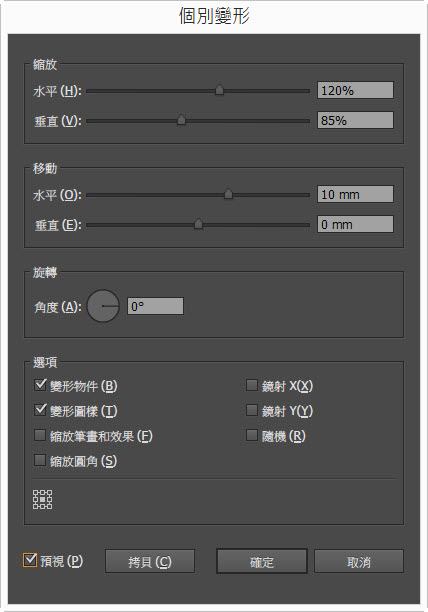 個別變形
縮放
水平 (H): 120%
垂直 (V): 85%
移動
水平 (O): 10 mm
垂直 (E): 0 mm
旋轉
角度 (A): 0°
選項
變形物件 (B) 鏡射 X(X)
變形圖樣 (T) 鏡射 Y(Y)
縮放筆畫和效果 (F) 隨機 (R)
縮放圓角 (S)
預視 (P) 拷貝 (C) 確定 取消